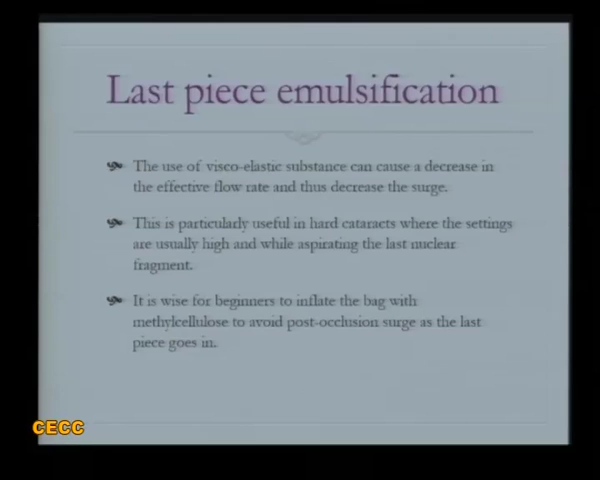 Last piece emulsification
The use of visco-elastic substance can cause a decrease in
the effective flow rate and thus decrease the surge.
This is particularly useful in hard cataracts where the settings
are usually high and while aspirating the last nuclear
fragment.
It is wise for beginners to inflate the bag with
methylcellulose to avoid post-occlusion surge as the last
piece goes in.
CECC